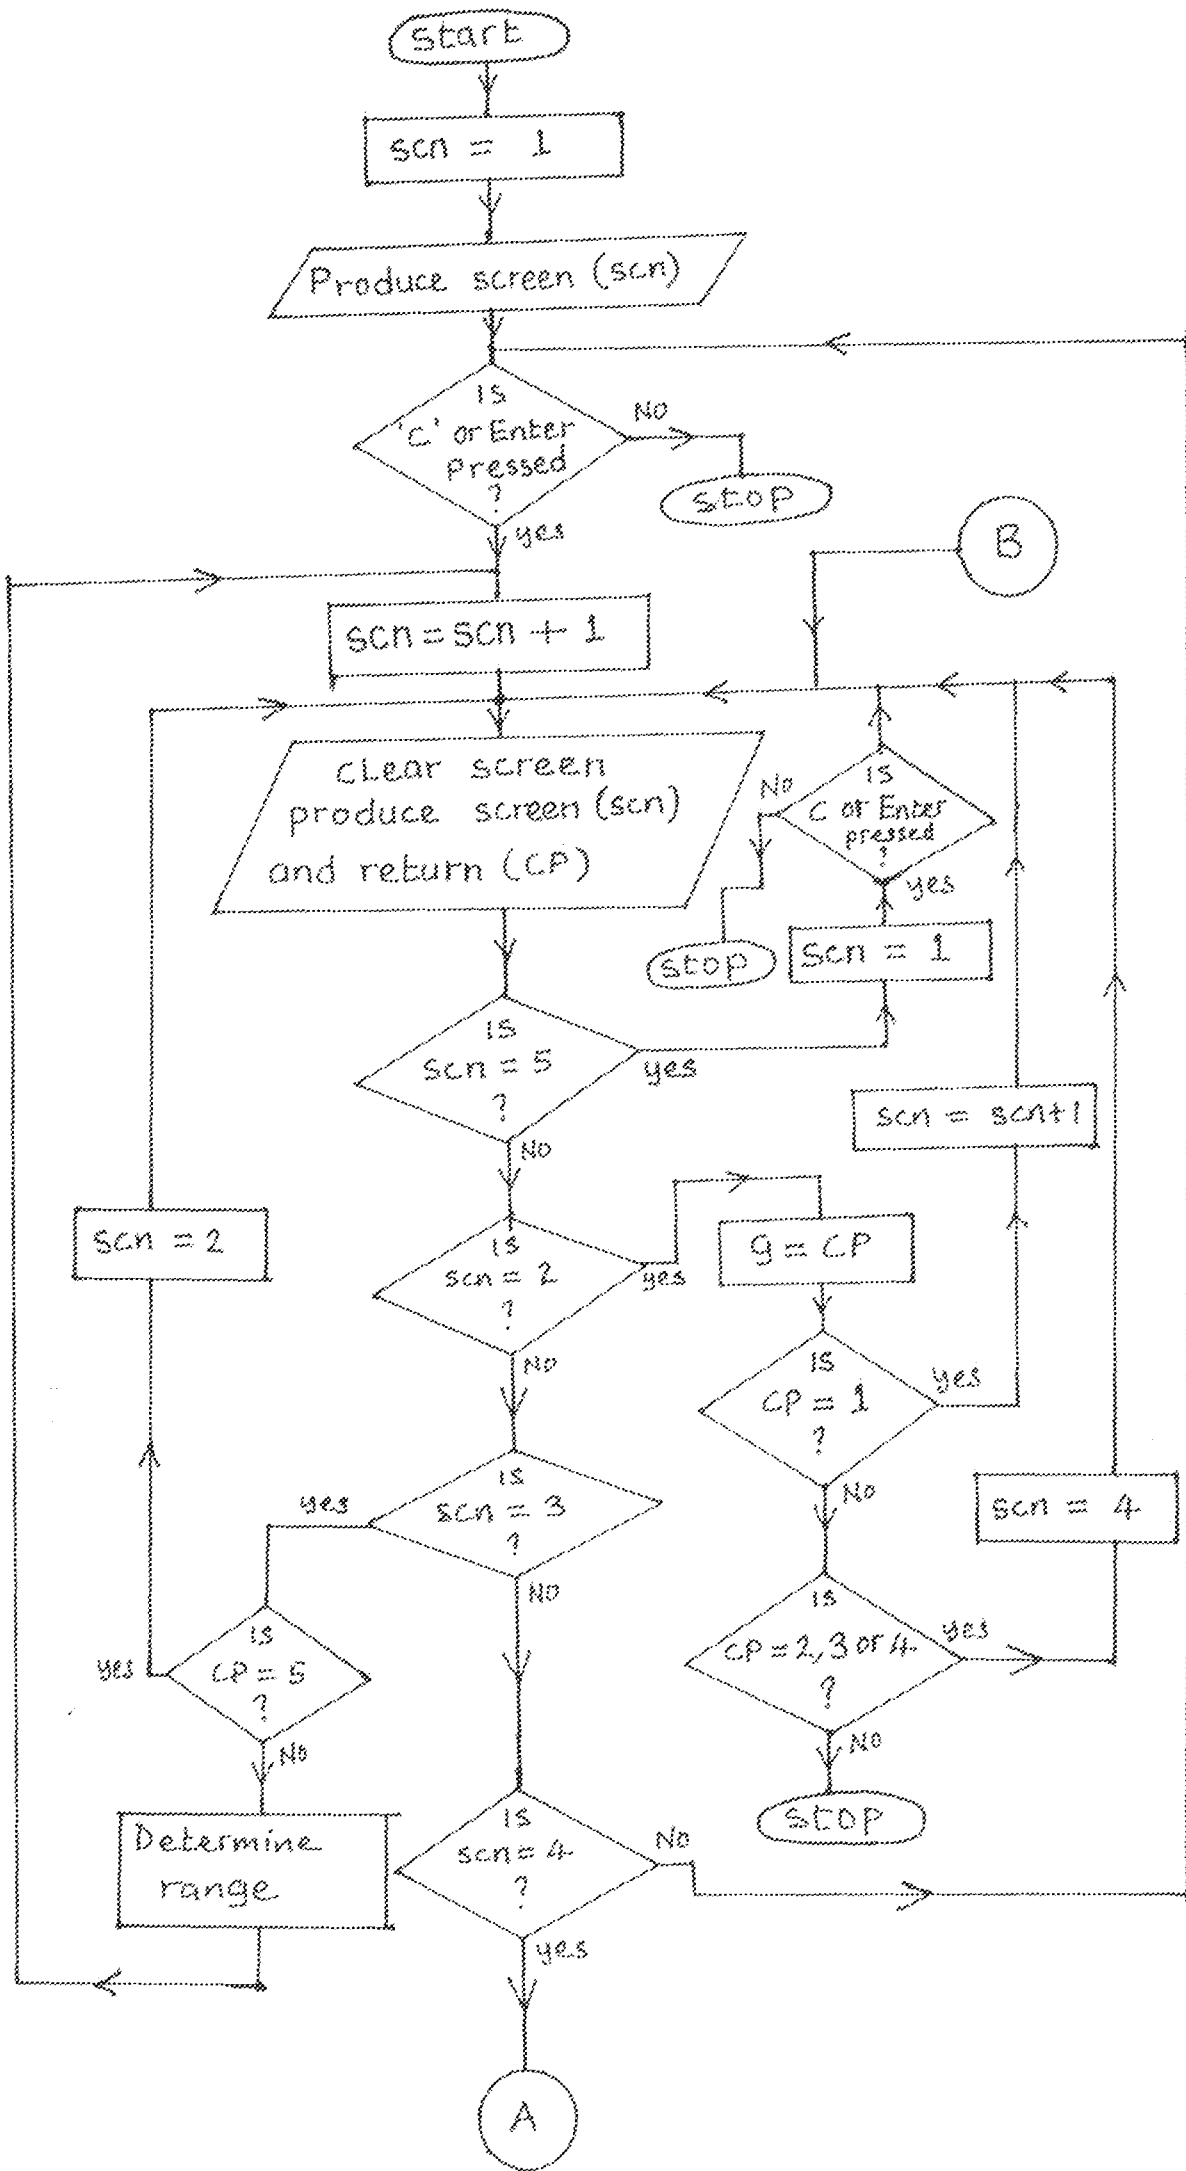 Start
scn = 1
Produce screen (scn)
Is
'C' or Enter
Pressed
?
NO
Stop
yes
B
scn = scn + 1
clear screen
produce screen (scn)
and return (CP)
Is
C or Enter
pressed
?
No
yes
stop
Scn = 1
Is
Scn = 5
?
yes
NO
scn = scn+1
scn = 2
Is
scn = 2
?
yes
NO
g = CP
Is
CP = 1
?
yes
NO
Is
scn = 3
?
yes
NO
scn = 4
Is
CP = 5
?
yes
NO
Is
CP = 2, 3 or 4
?
yes
NO
stop
Determine
range
Is
scn = 4
?
No
yes
A